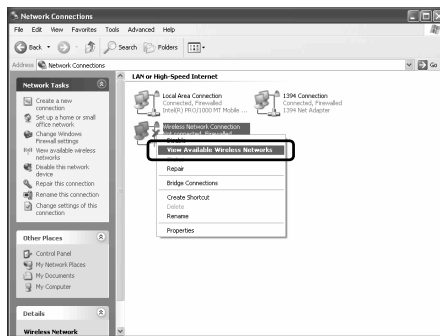 Network Connections
File Edit View Favorites Tools Advanced Help
Back Search Folders
Address Network Connections Go
Network Tasks
Create a new
connection
Set up a home or small
office network
Change Windows
Firewall settings
View available wireless
networks
Disable this network
device
Repair this connection
Rename this connection
Change settings of this
connection
Other Places
Control Panel
My Network Places
My Documents
My Computer
Details
Wireless Network
LAN or High-Speed Internet
Local Area Connection
Connected, Firewalled
Intel(R) PRO/1000 MT Mobile ...
1394 Connection
Connected, Firewalled
1394 Net Adapter
Wireless Network Connection
Not connected, Firewalled
Disable
View Available Wireless Networks
Repair
Bridge Connections
Create Shortcut
Delete
Rename
Properties